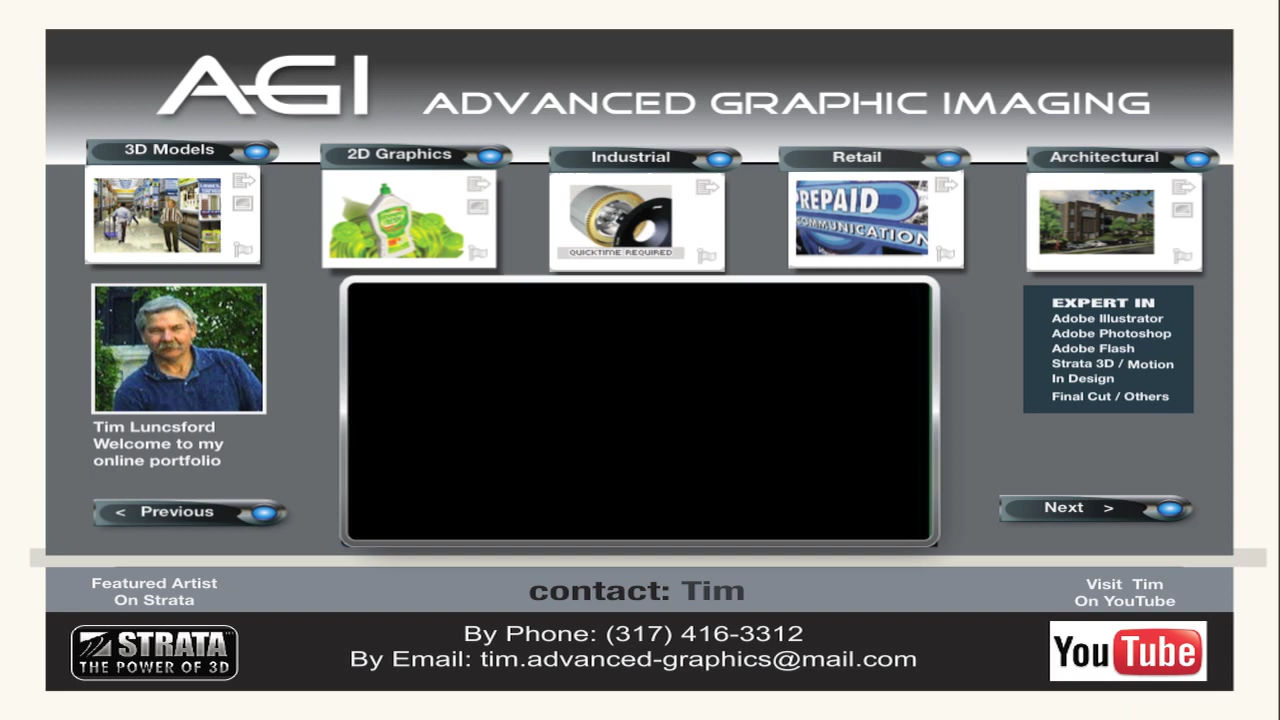 AGI ADVANCED GRAPHIC IMAGING
3D Models
2D Graphics
Industrial
Retail
Architectural
QUICKTIME REQUIRED
PREPAID
COMMUNICATION
EXPERT IN
Adobe Illustrator
Adobe Photoshop
Adobe Flash
Strata 3D / Motion
In Design
Final Cut / Others
Tim Luncsford
Welcome to my
online portfolio
< Previous
Next >
Featured Artist
On Strata
contact: Tim
Visit Tim
On YouTube
STRATA
THE POWER OF 3D
By Phone: (317) 416-3312
By Email: tim.advanced-graphics@mail.com
YouTube